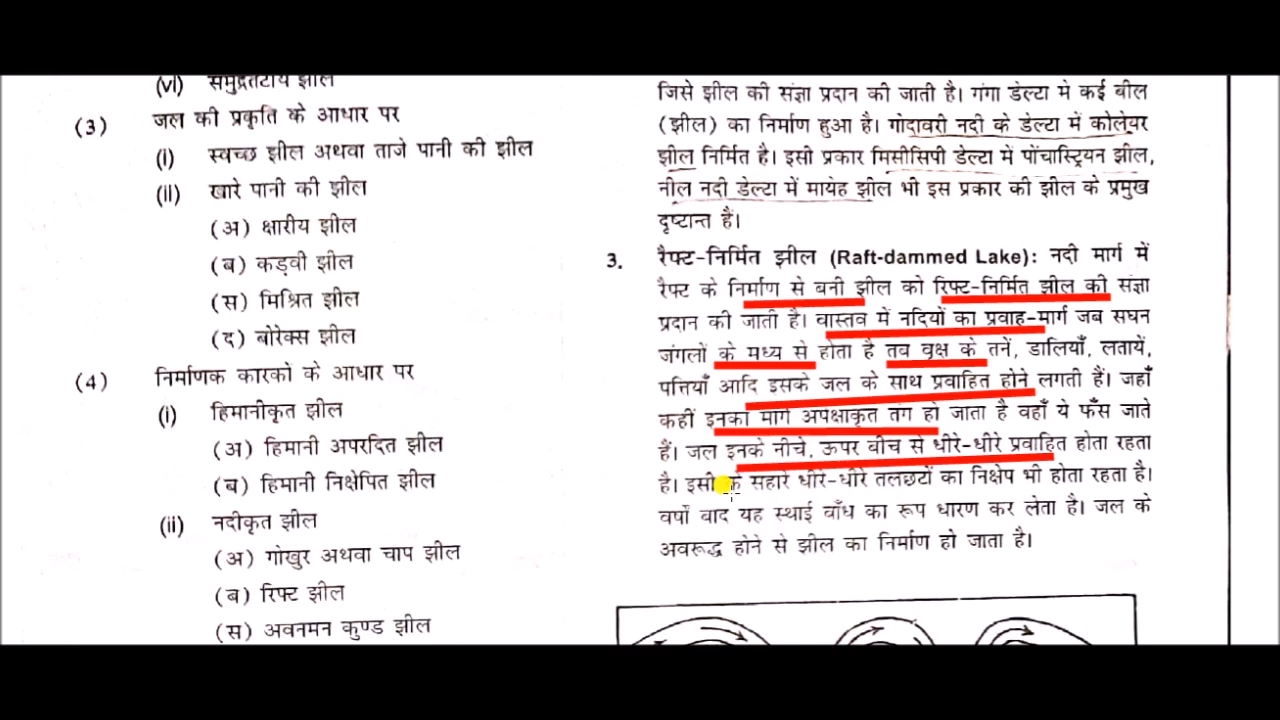 (vi) समुद्रतटीय झील
(3) जल की प्रकृति के आधार पर
(i) स्वच्छ झील अथवा ताजे पानी की झील
(ii) खारे पानी की झील
(अ) क्षारीय झील
(ब) कड़वी झील
(स) मिश्रित झील
(द) बोरेक्स झील
(4) निर्माणक कारकों के आधार पर
(i) हिमानीकृत झील
(अ) हिमानी अपरदित झील
(ब) हिमानी निक्षेपित झील
(ii) नदीकृत झील
(अ) गोखुर अथवा चाप झील
(ब) रिफ्ट झील
(स) अवनमन कुण्ड झील
जिसे झील की संज्ञा प्रदान की जाती है। गंगा डेल्टा में कई बील
(झील) का निर्माण हुआ है। गोदावरी नदी के डेल्टा में कोलेयर
झील निर्मित है। इसी प्रकार मिसीसिपी डेल्टा में पोंचास्ट्रियन झील,
नील नदी डेल्टा में मायेह झील भी इस प्रकार की झील के प्रमुख
दृष्टान्त हैं।
3. रैफ्ट-निर्मित झील (Raft-dammed Lake): नदी मार्ग में
रैफ्ट के निर्माण से बनी झील को रिफ्ट-निर्मित झील की संज्ञा
प्रदान की जाती है। वास्तव में नदियों का प्रवाह-मार्ग जब सघन
जंगलों के मध्य से होता है तब वृक्ष के तनें, डालियाँ, लतायें,
पत्तियाँ आदि इसके जल के साथ प्रवाहित होने लगती हैं। जहाँ
कहीं इनका मार्ग अपेक्षाकृत तंग हो जाता है वहाँ ये फँस जाते
हैं। जल इनके नीचे, ऊपर बीच से धीरे-धीरे प्रवाहित होता रहता
है। इसी के सहारे धीरे-धीरे तलछटों का निक्षेप भी होता रहता है।
वर्षों बाद यह स्थाई बाँध का रूप धारण कर लेता है। जल के
अवरूद्ध होने से झील का निर्माण हो जाता है।